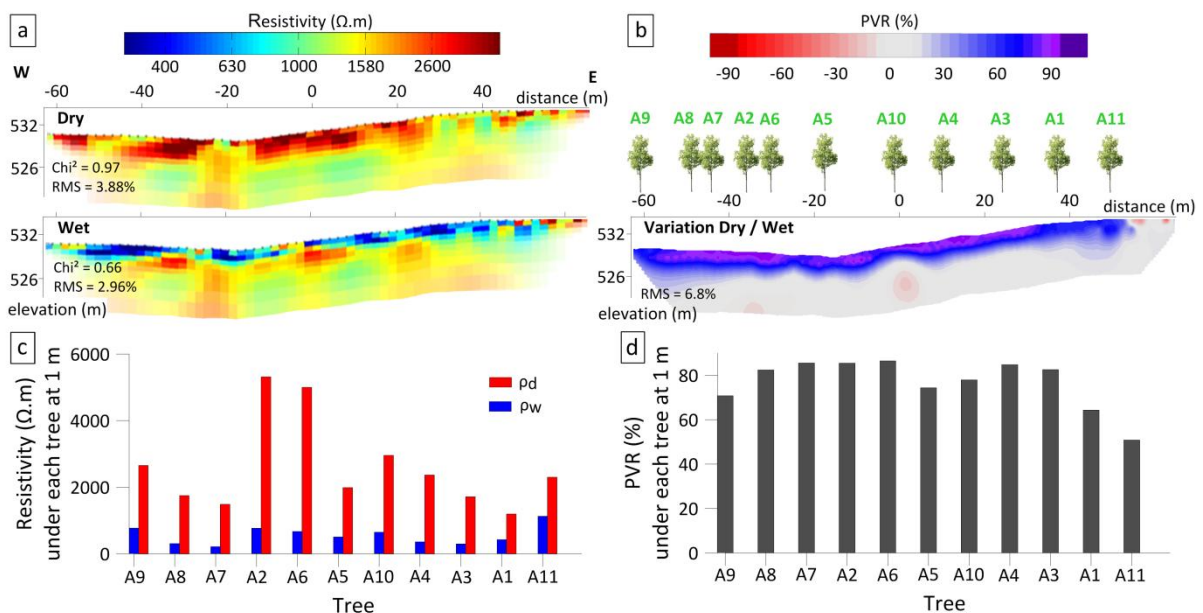 a
Resistivity (Ω.m)
400 630 1000 1580 2600
W E
-60 -40 -20 0 20 40 distance (m)
532
Dry
526
Chi² = 0.97
RMS = 3.88%
-60 -40 -20 0 20 40
Wet
532
526
Chi² = 0.66
RMS = 2.96%
elevation (m)
b
PVR (%)
-90 -60 -30 0 30 60 90
A9 A8 A7 A2 A6 A5 A10 A4 A3 A1 A11
-60 -40 -20 0 20 40 distance (m)
Variation Dry / Wet
532
526
RMS = 6.8%
elevation (m)
c
Resistivity (Ω.m)
under each tree at 1 m
6000
4000
2000
0
ρd
ρw
A9 A8 A7 A2 A6 A5 A10 A4 A3 A1 A11
Tree
d
PVR (%)
under each tree at 1 m
80
60
40
20
0
A9 A8 A7 A2 A6 A5 A10 A4 A3 A1 A11
Tree